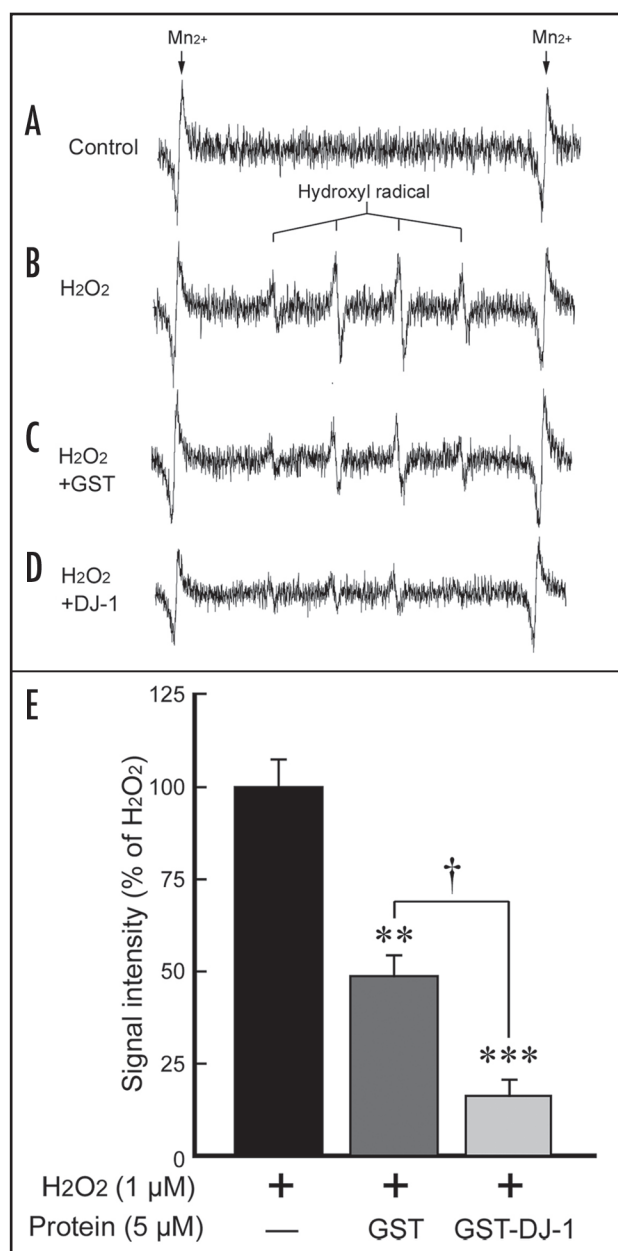 Mn2+ Mn2+
A
Control
Hydroxyl radical
B
H2O2
C
H2O2
+GST
D
H2O2
+DJ-1
E
Signal intensity (% of H2O2)
125
100
75
50
25
0
†
**
***
H2O2 (1 µM) + + +
Protein (5 µM) — GST GST-DJ-1